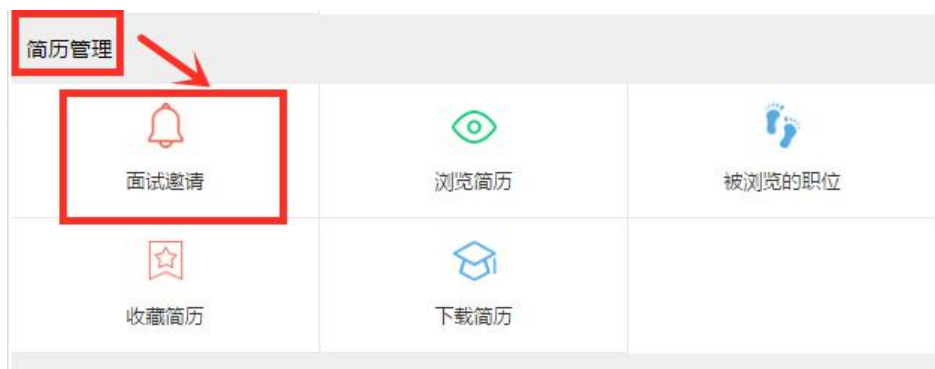 简历管理
面试邀请
浏览简历
被浏览的职位
收藏简历
下载简历